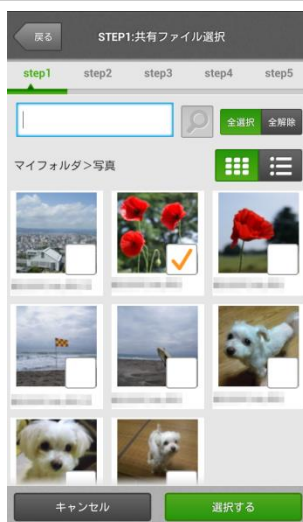 戻る STEP1:共有ファイル選択
step1 step2 step3 step4 step5
全選択 全解除
マイフォルダ>写真
キャンセル 選択する